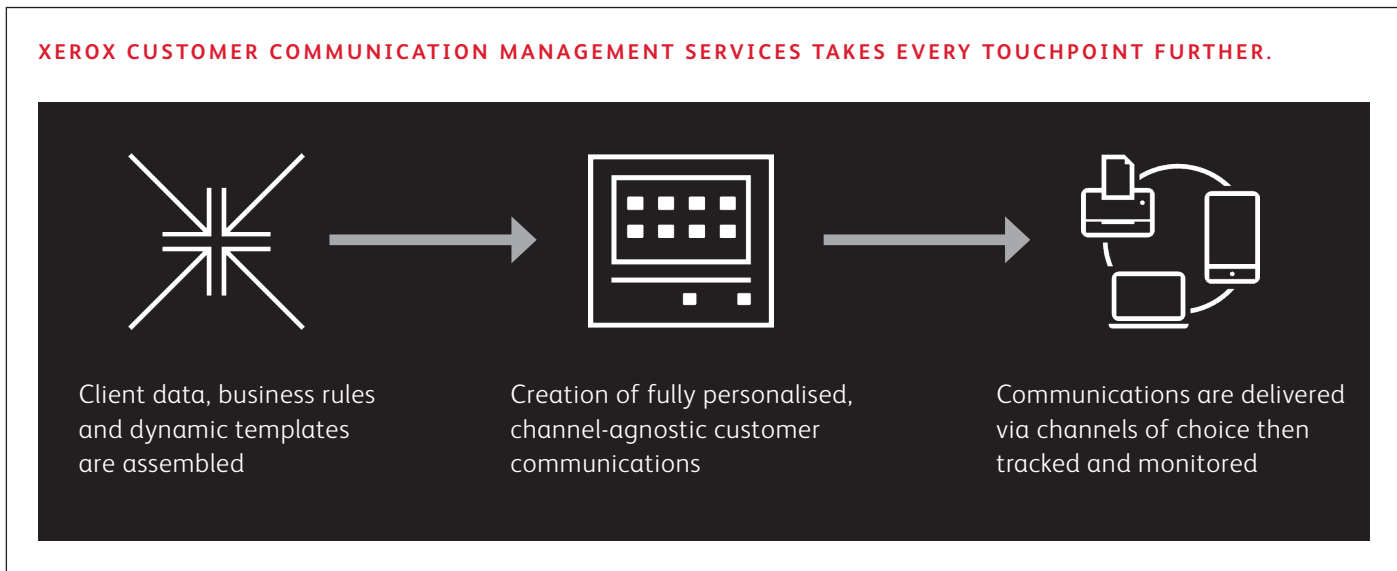 XEROX CUSTOMER COMMUNICATION MANAGEMENT SERVICES TAKES EVERY TOUCHPOINT FURTHER.
Client data, business rules
and dynamic templates
are assembled
Creation of fully personalised,
channel-agnostic customer
communications
Communications are delivered
via channels of choice then
tracked and monitored